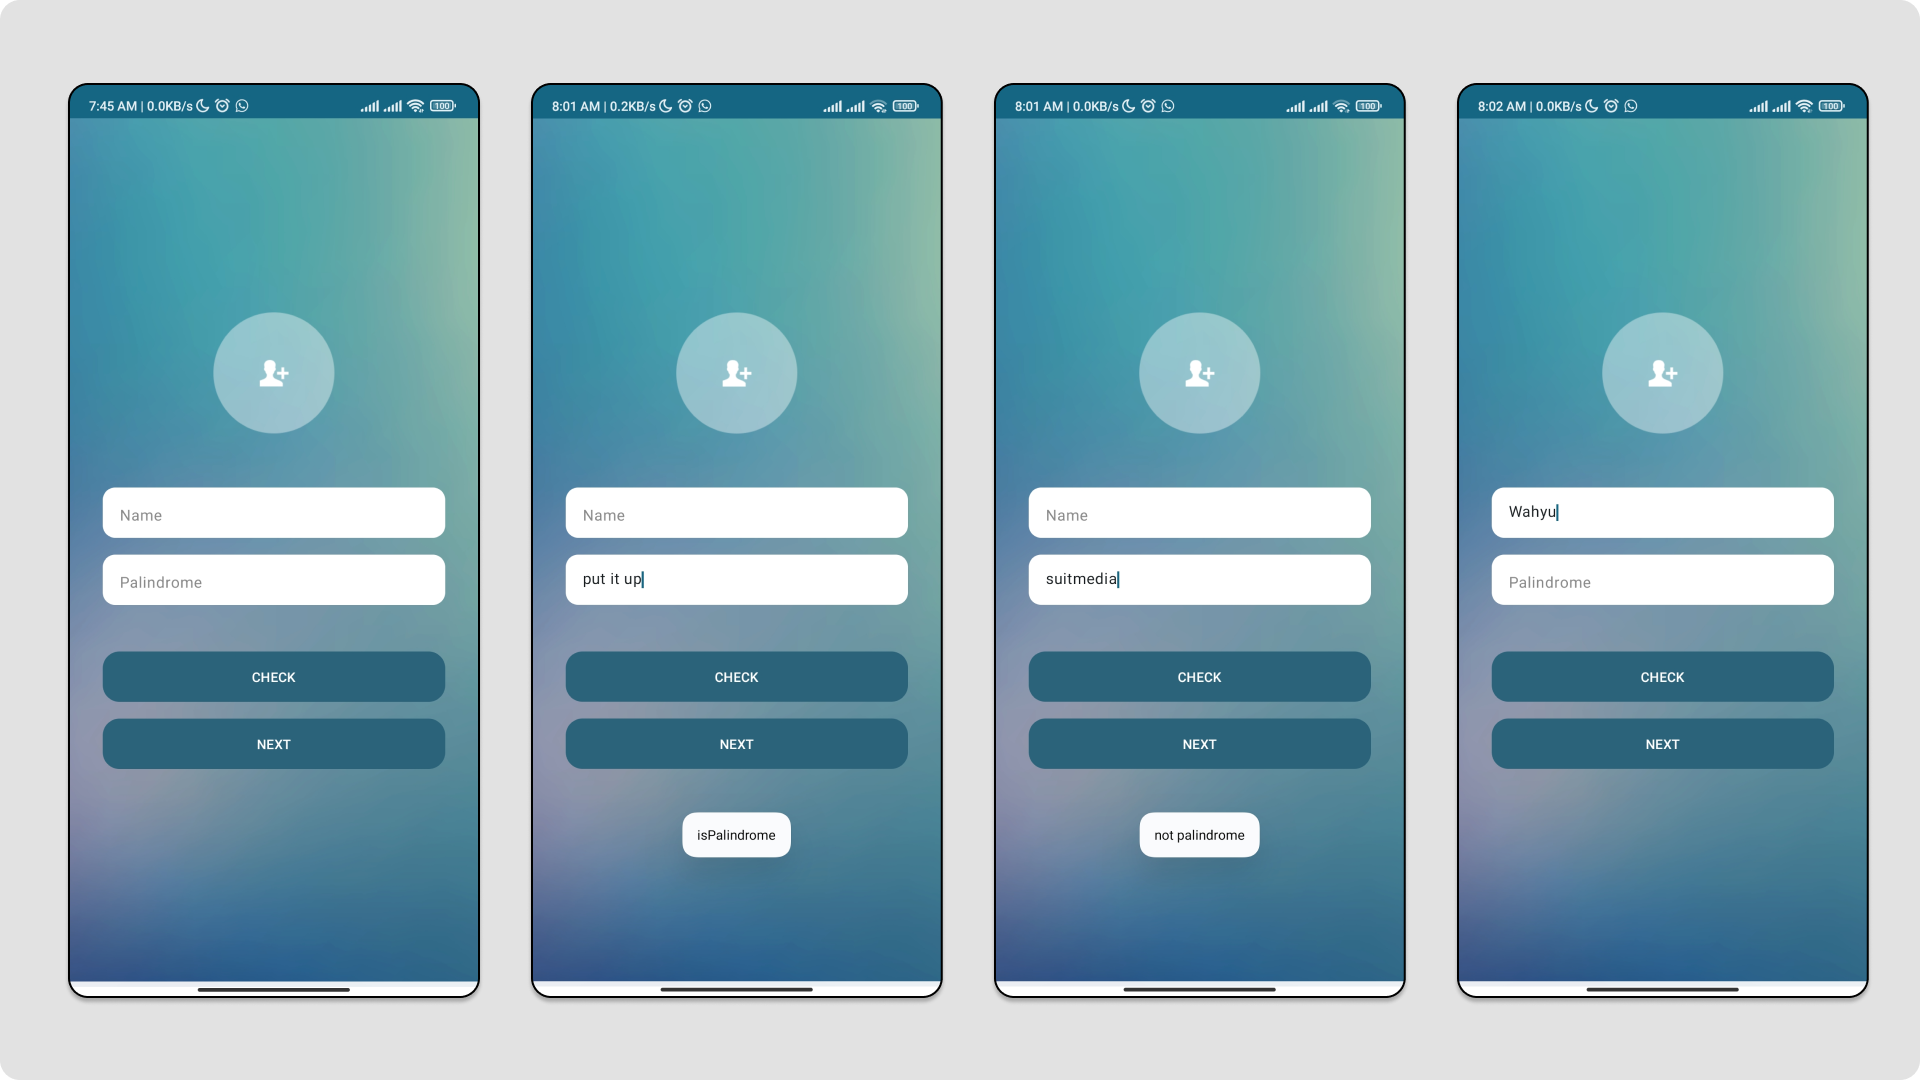 7:45 AM | 0.0KB/s
100
Name
Palindrome
CHECK
NEXT
8:01 AM | 0.2KB/s
100
Name
put it up
CHECK
NEXT
isPalindrome
8:01 AM | 0.0KB/s
100
Name
suitmedia
CHECK
NEXT
not palindrome
8:02 AM | 0.0KB/s
100
Wahyu
Palindrome
CHECK
NEXT